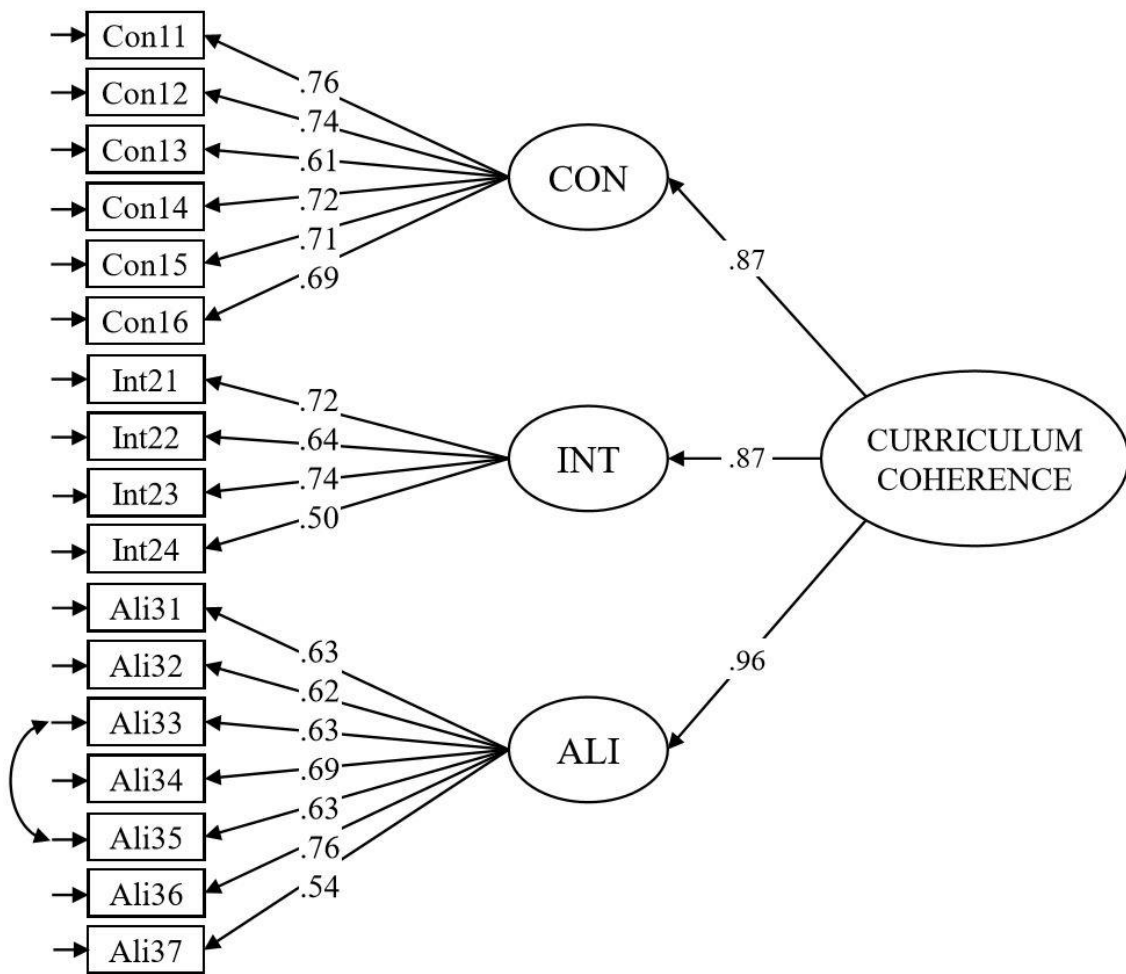 Con11
Con12
Con13
Con14
Con15
Con16
Int21
Int22
Int23
Int24
Ali31
Ali32
Ali33
Ali34
Ali35
Ali36
Ali37
.76
.74
.61
.72
.71
.69
.72
.64
.74
.50
.63
.62
.63
.69
.63
.76
.54
CON
INT
ALI
.87
.87
.96
CURRICULUM
COHERENCE